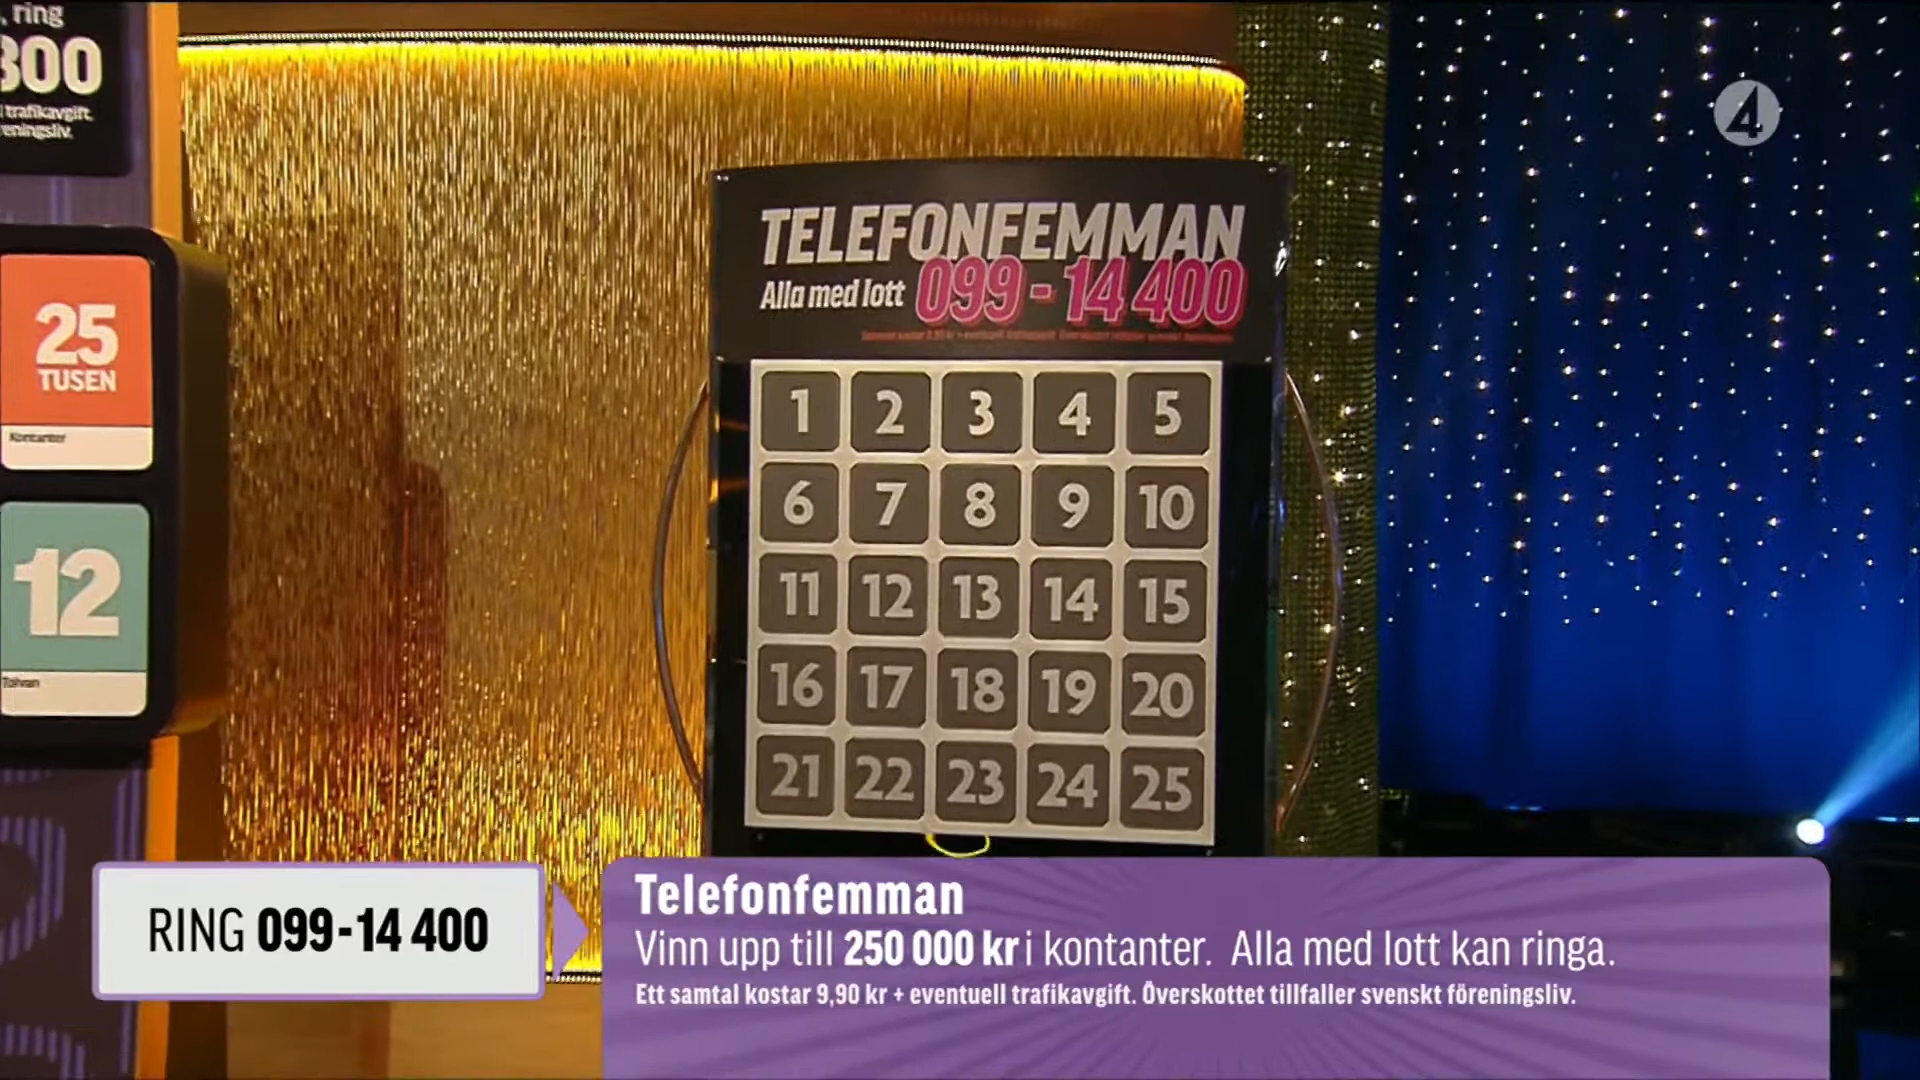 , ring
300
trafikavgift.
eningsliv.
25
TUSEN
Kontanter
12
Tolvan
4
TELEFONFEMMAN
Alla med lott 099-14 400
1 2 3 4 5
6 7 8 9 10
11 12 13 14 15
16 17 18 19 20
21 22 23 24 25
RING 099-14 400
Telefonfemman
Vinn upp till 250 000 kr i kontanter. Alla med lott kan ringa.
Ett samtal kostar 9,90 kr + eventuell trafikavgift. Överskottet tillfaller svenskt föreningsliv.